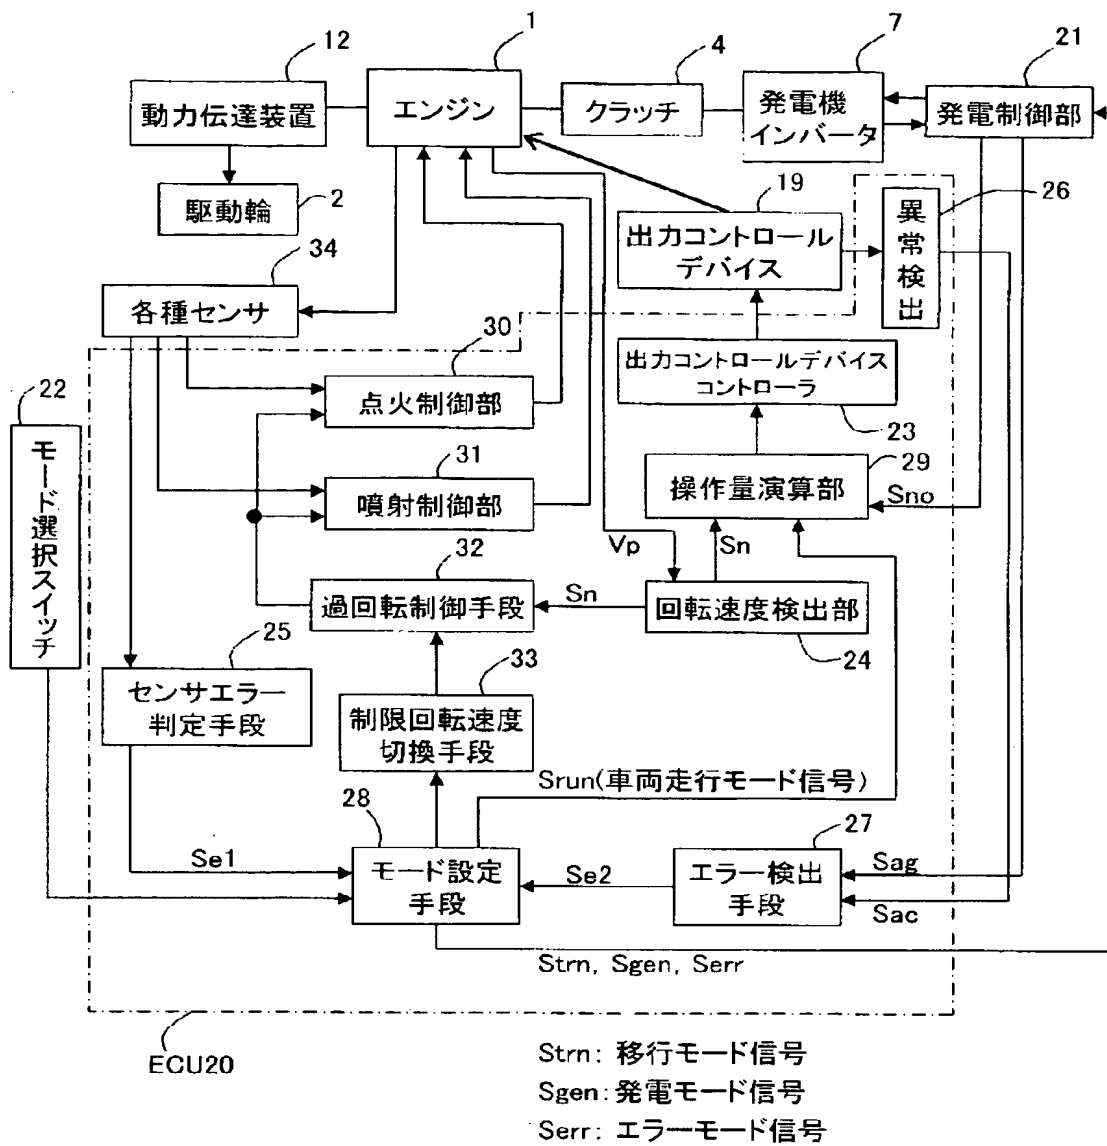 12
1
4
7
21
動力伝達装置
エンジン
クラッチ
発電機
インバータ
発電制御部
駆動輪
2
19
26
出力コントロール
デバイス
異常検出
34
各種センサ
30
点火制御部
出力コントロールデバイス
コントローラ
23
22
モード選択スイッチ
31
噴射制御部
29
操作量演算部
Sno
Vp
Sn
32
過回転制御手段
Sn
回転速度検出部
24
25
センサエラー
判定手段
33
制限回転速度
切換手段
Srun(車両走行モード信号)
28
モード設定
手段
Se1
Se2
27
エラー検出
手段
Sag
Sac
Strn, Sgen, Serr
ECU20
Strn: 移行モード信号
Sgen: 発電モード信号
Serr: エラーモード信号